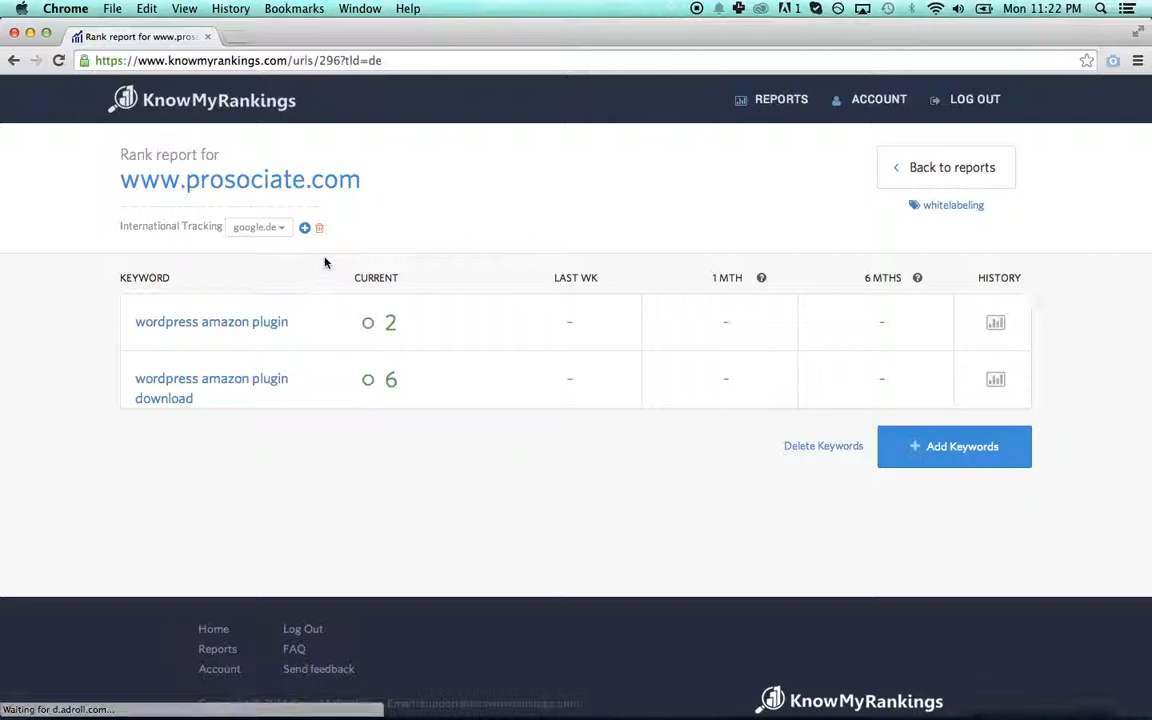 Chrome File Edit View History Bookmarks Window Help 1 Mon 11:22 PM
Rank report for www.pros
https://www.knowmyrankings.com/urls/296?tld=de
KnowMyRankings REPORTS ACCOUNT LOG OUT
Rank report for
www.prosociate.com
Back to reports
whitelabeling
International Tracking google.de
KEYWORD CURRENT LAST WK 1 MTH ? 6 MTHS ? HISTORY
wordpress amazon plugin 2 - - -
wordpress amazon plugin download 6 - - -
Delete Keywords + Add Keywords
Home Log Out
Reports FAQ
Account Send feedback
KnowMyRankings
Waiting for d.adroll.com...